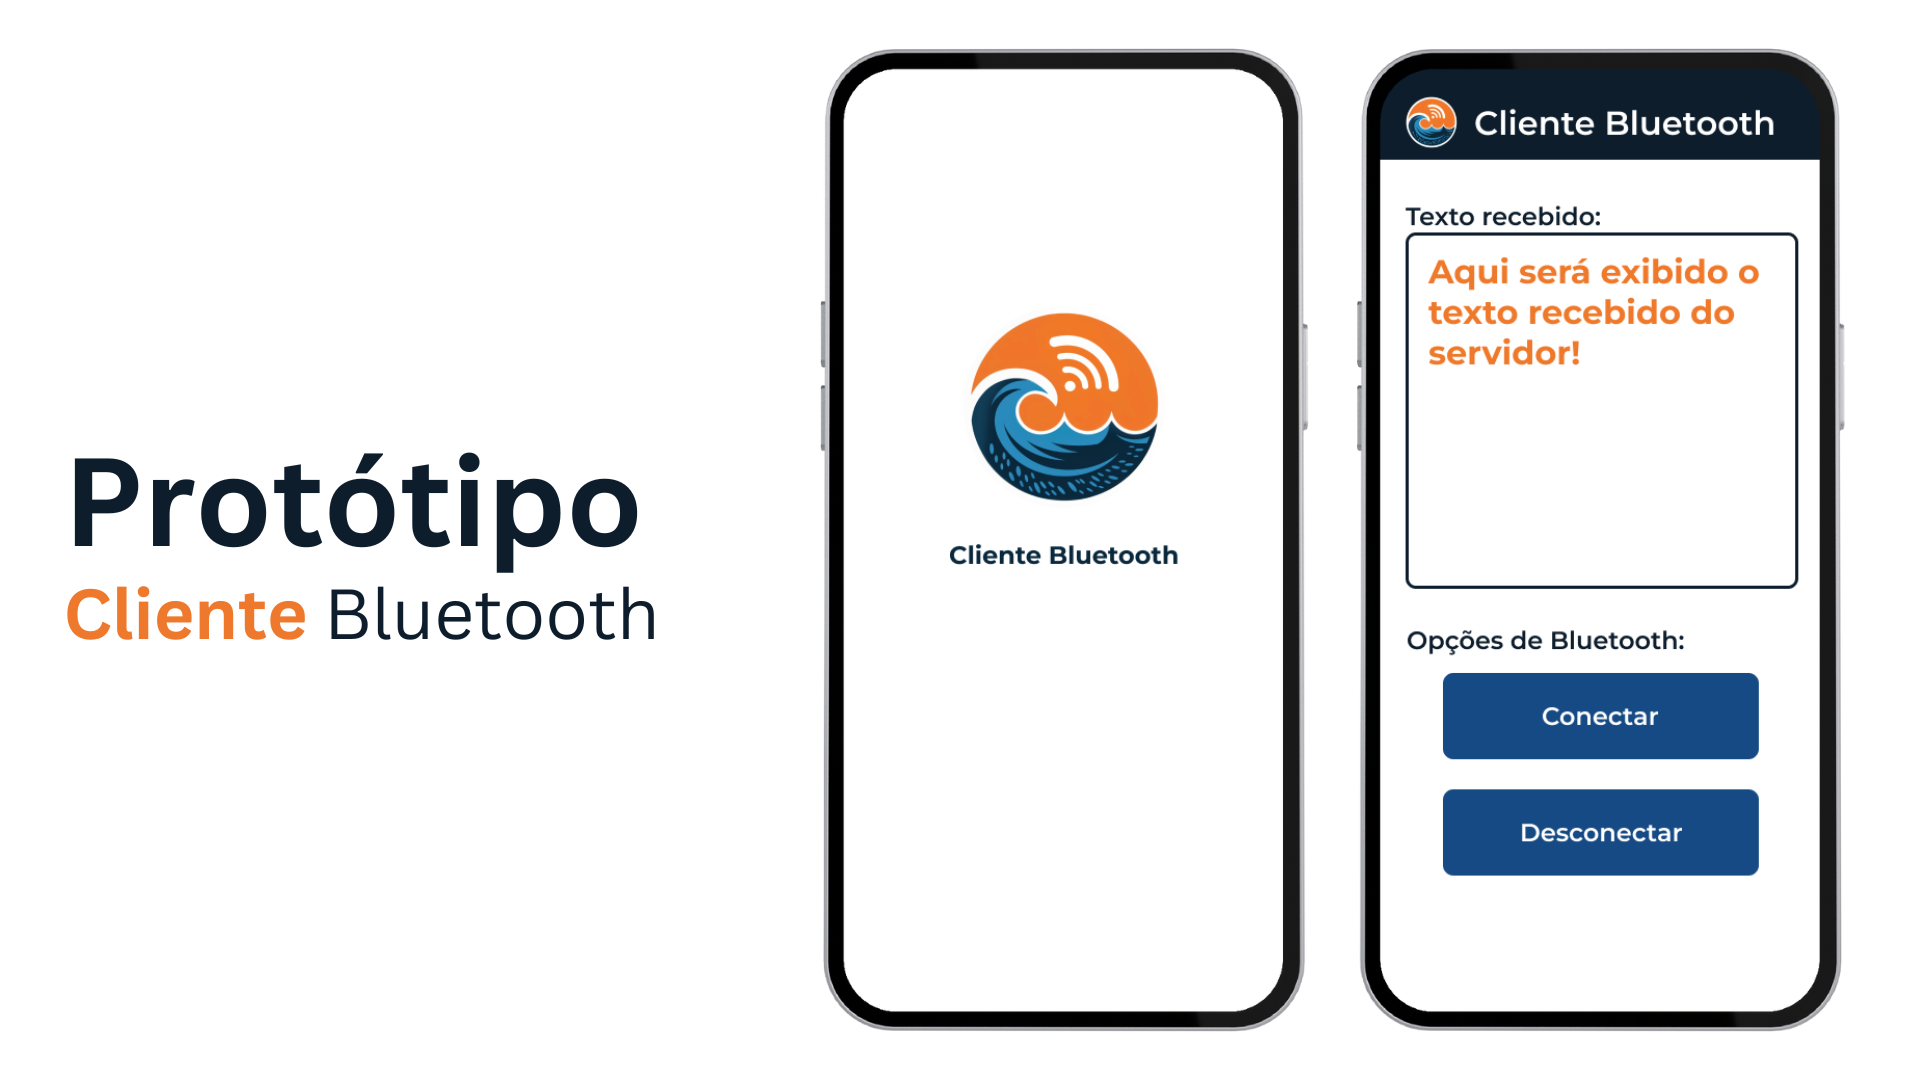 Protótipo
Cliente Bluetooth
Cliente Bluetooth
Cliente Bluetooth
Texto recebido:
Aqui será exibido o
texto recebido do
servidor!
Opções de Bluetooth:
Conectar
Desconectar